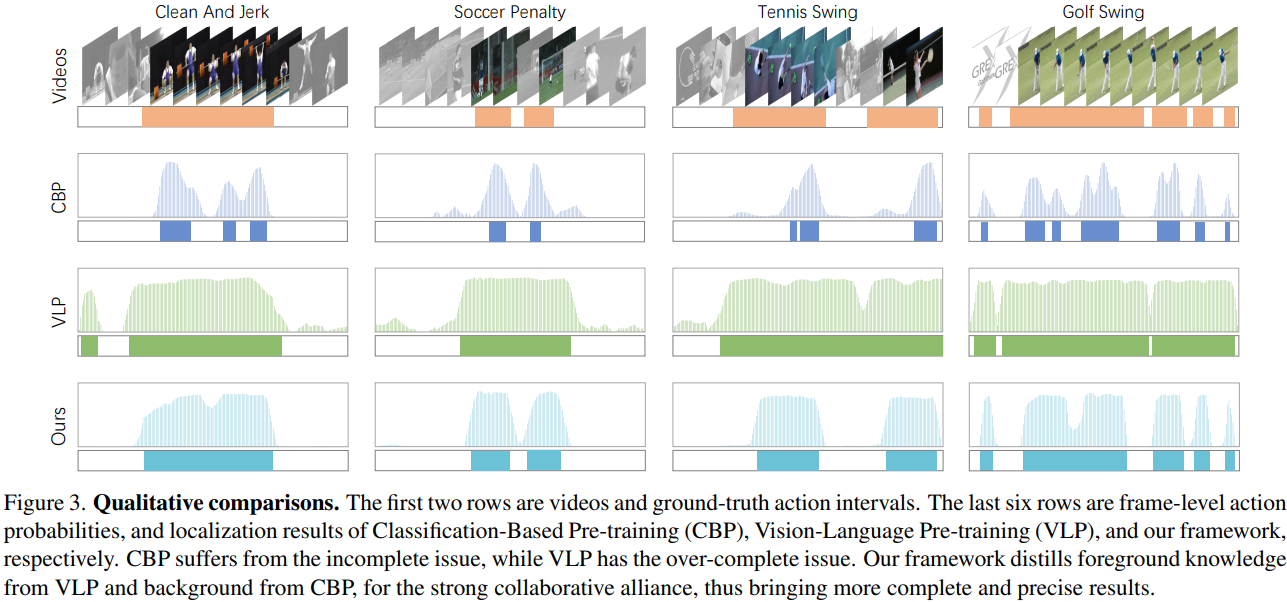 Clean And Jerk
Soccer Penalty
Tennis Swing
Golf Swing
Videos
GRE
GRE
CBP
VLP
Ours
Figure 3. Qualitative comparisons. The first two rows are videos and ground-truth action intervals. The last six rows are frame-level action
probabilities, and localization results of Classification-Based Pre-training (CBP), Vision-Language Pre-training (VLP), and our framework,
respectively. CBP suffers from the incomplete issue, while VLP has the over-complete issue. Our framework distills foreground knowledge
from VLP and background from CBP, for the strong collaborative alliance, thus bringing more complete and precise results.